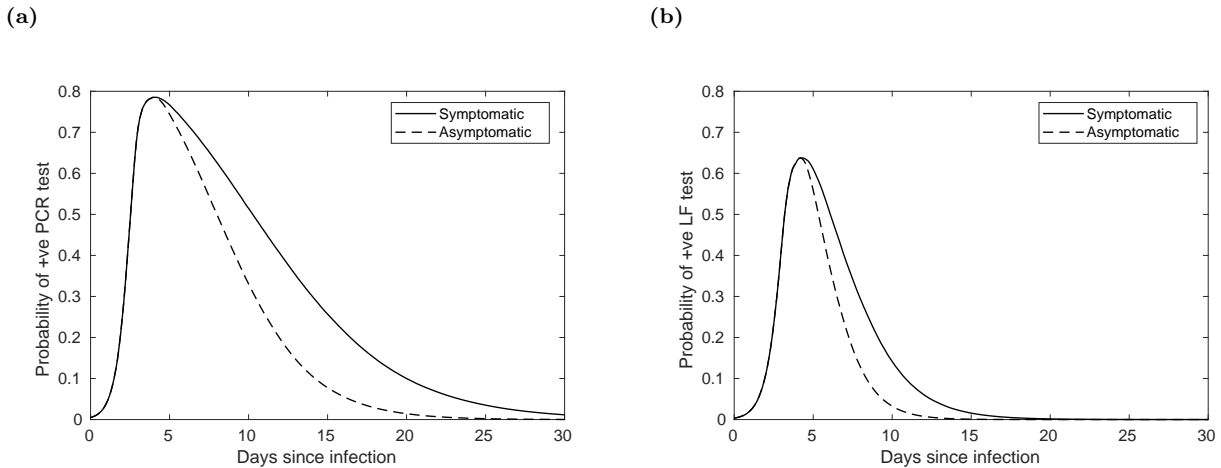 (a)
Probability of +ve PCR test
0.8
0.7
0.6
0.5
0.4
0.3
0.2
0.1
0
0 5 10 15 20 25 30
Days since infection
Symptomatic
Asymptomatic
(b)
Probability of +ve LF test
0.8
0.7
0.6
0.5
0.4
0.3
0.2
0.1
0
0 5 10 15 20 25 30
Days since infection
Symptomatic
Asymptomatic